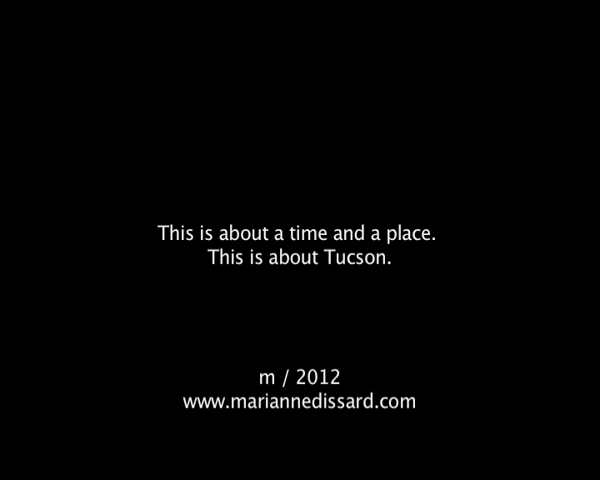 This is about a time and a place.
This is about Tucson.
m / 2012
www.mariannedissard.com